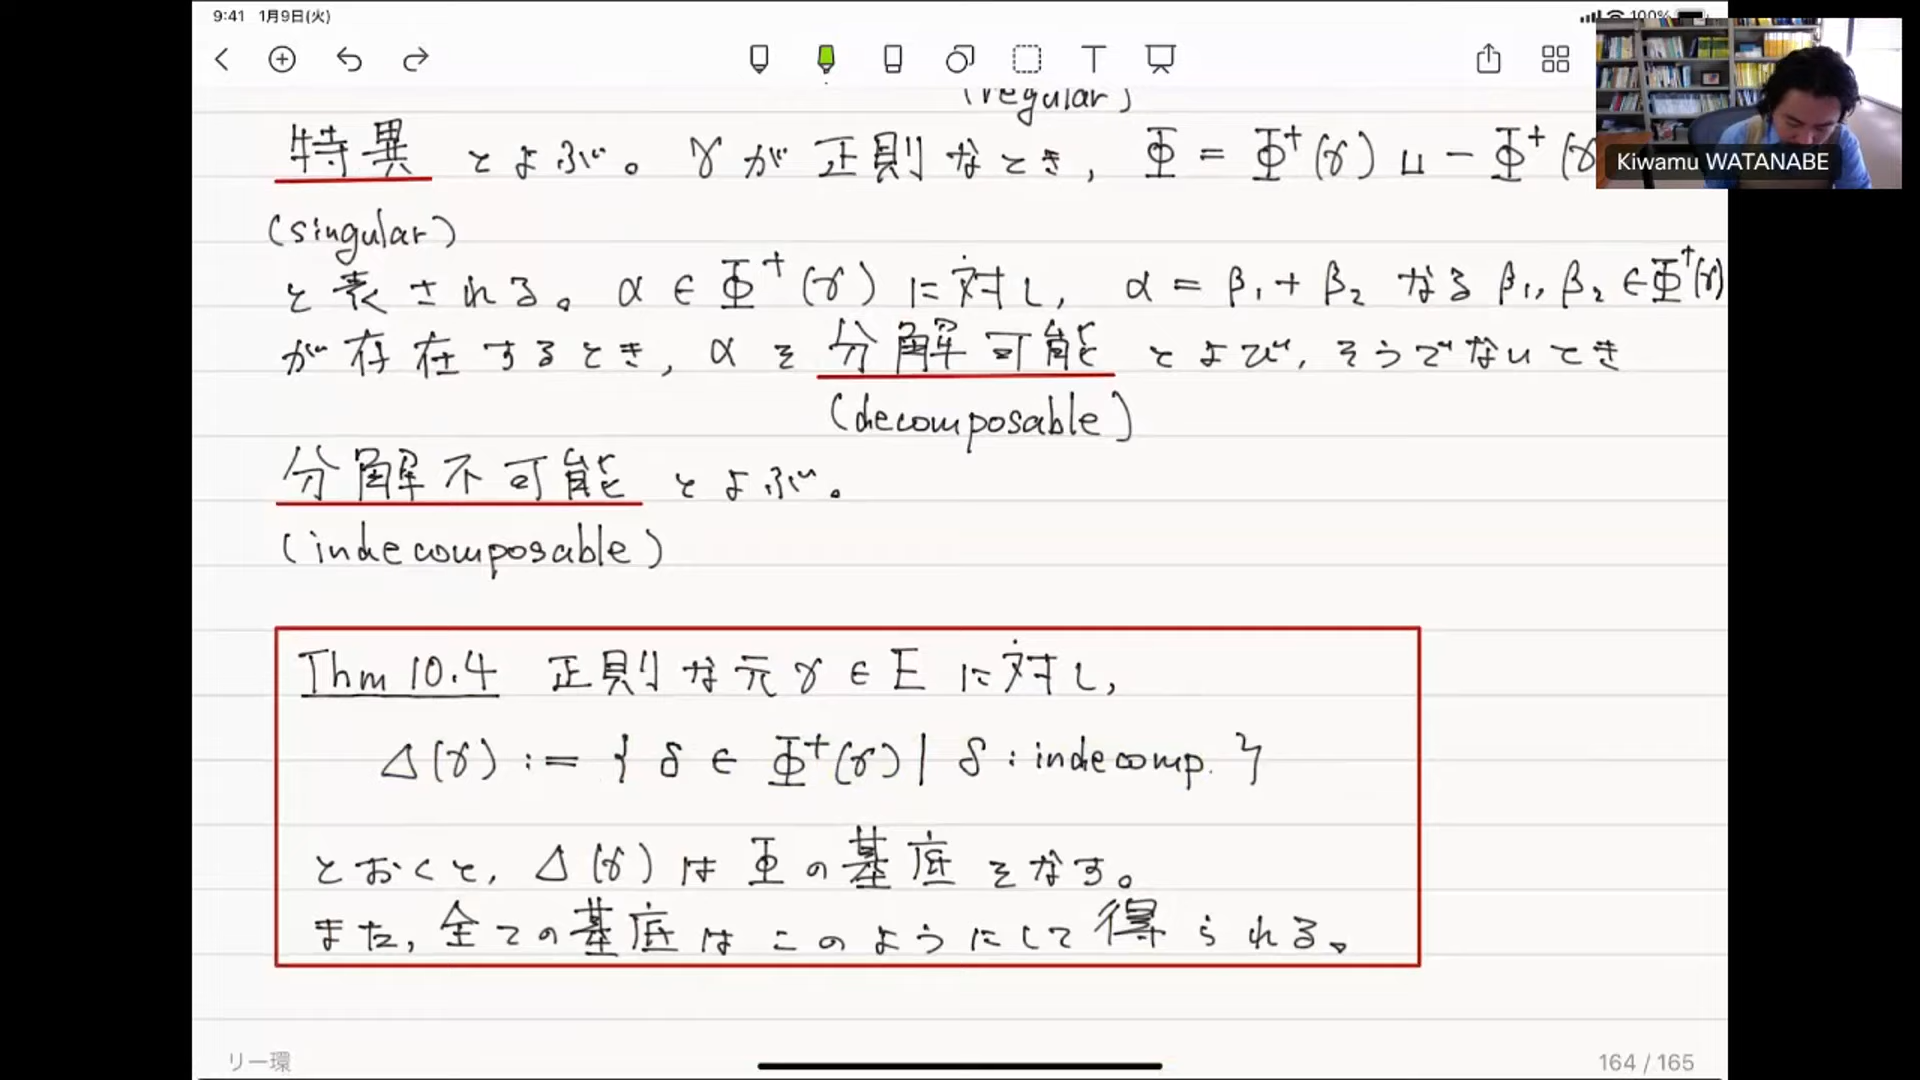 9:41 1月9日(火)
100%
(regular)
特異 とよぶ。γが正則なとき, Φ = Φ⁺(γ) ⊔ - Φ⁺(γ
Kiwamu WATANABE
(singular)
と表される。α ∈ Φ⁺(γ) に対し, α = β₁ + β₂ なる β₁, β₂ ∈ Φ⁺(γ)
が存在するとき, αを 分解可能 とよび, そうでないとき
(decomposable)
分解不可能 とよぶ。
(indecomposable)
Thm 10.4 正則な元 γ ∈ E に対し,
Δ(γ) := { δ ∈ Φ⁺(γ) | δ : indecomp. }
とおくと, Δ(γ) は Φ の基底をなす。
また, 全ての基底はこのようにして得られる。
リー環
164 / 165